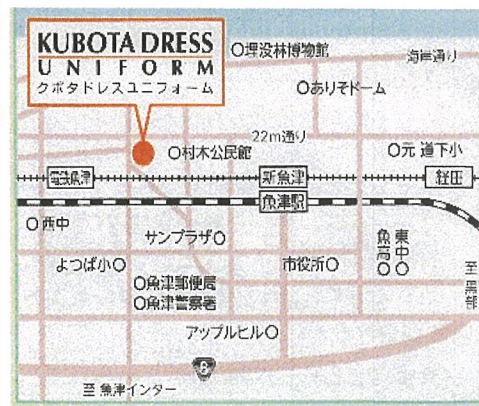 KUBOTA DRESS
UNIFORM
クボタドレスユニフォーム
埋没林博物館
海岸通り
ありそドーム
22m通り
村木公民館
元 道下小
電鉄魚津
新魚津
経田
魚津駅
西中
サンプラザ
よつば小
市役所
魚高
東中
至黒部
魚津郵便局
魚津警察署
アップルヒル
8
至 魚津インター